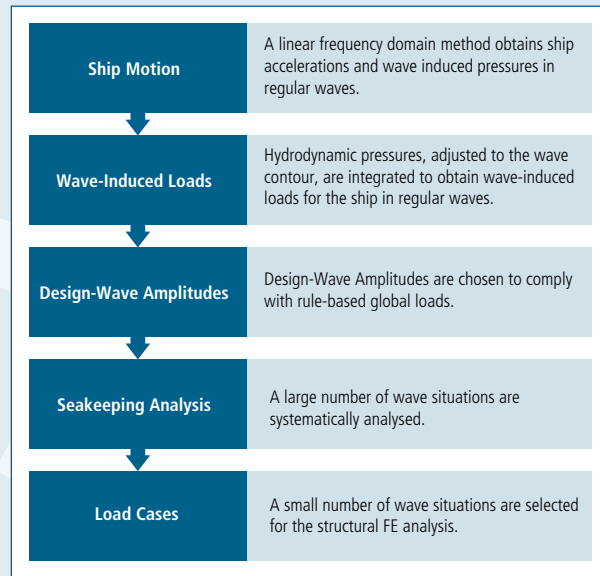 Ship Motion
A linear frequency domain method obtains ship
accelerations and wave induced pressures in
regular waves.
Wave-Induced Loads
Hydrodynamic pressures, adjusted to the wave
contour, are integrated to obtain wave-induced
loads for the ship in regular waves.
Design-Wave Amplitudes
Design-Wave Amplitudes are chosen to comply
with rule-based global loads.
Seakeeping Analysis
A large number of wave situations are
systematically analysed.
Load Cases
A small number of wave situations are selected
for the structural FE analysis.